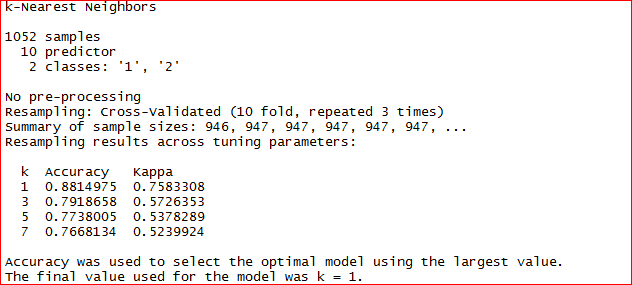 k-Nearest Neighbors
1052 samples
10 predictor
2 classes: '1', '2'
No pre-processing
Resampling: Cross-Validated (10 fold, repeated 3 times)
Summary of sample sizes: 946, 947, 947, 947, 947, 947, ...
Resampling results across tuning parameters:
k Accuracy Kappa
1 0.8814975 0.7583308
3 0.7918658 0.5726353
5 0.7738005 0.5378289
7 0.7668134 0.5239924
Accuracy was used to select the optimal model using the largest value.
The final value used for the model was k = 1.